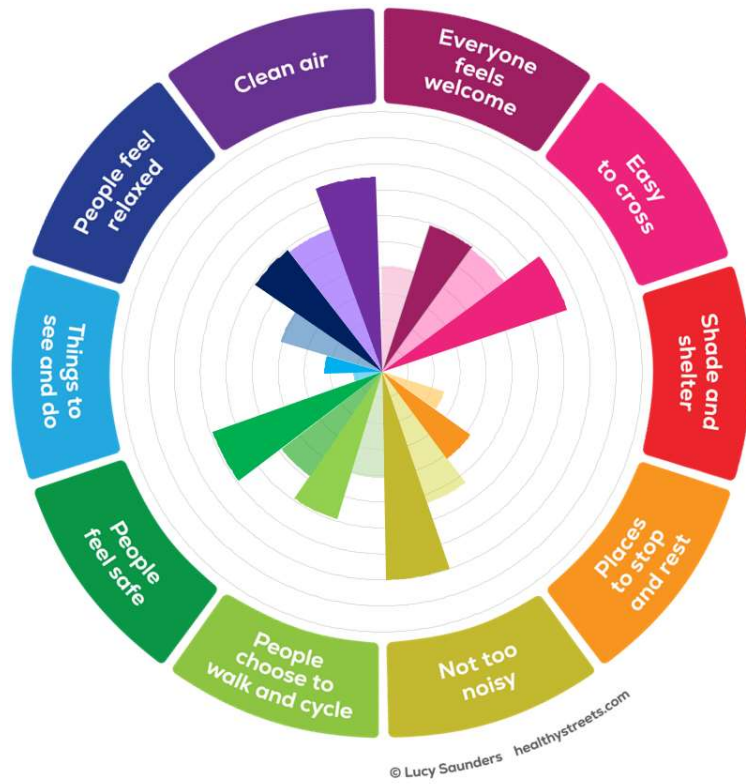 Clean air
Everyone
feels
welcome
Easy
to cross
Shade and
shelter
Places
to stop
and rest
Not too
noisy
People
choose to
walk and cycle
People
feel safe
Things to
see and do
People feel
relaxed
© Lucy Saunders healthystreets.com